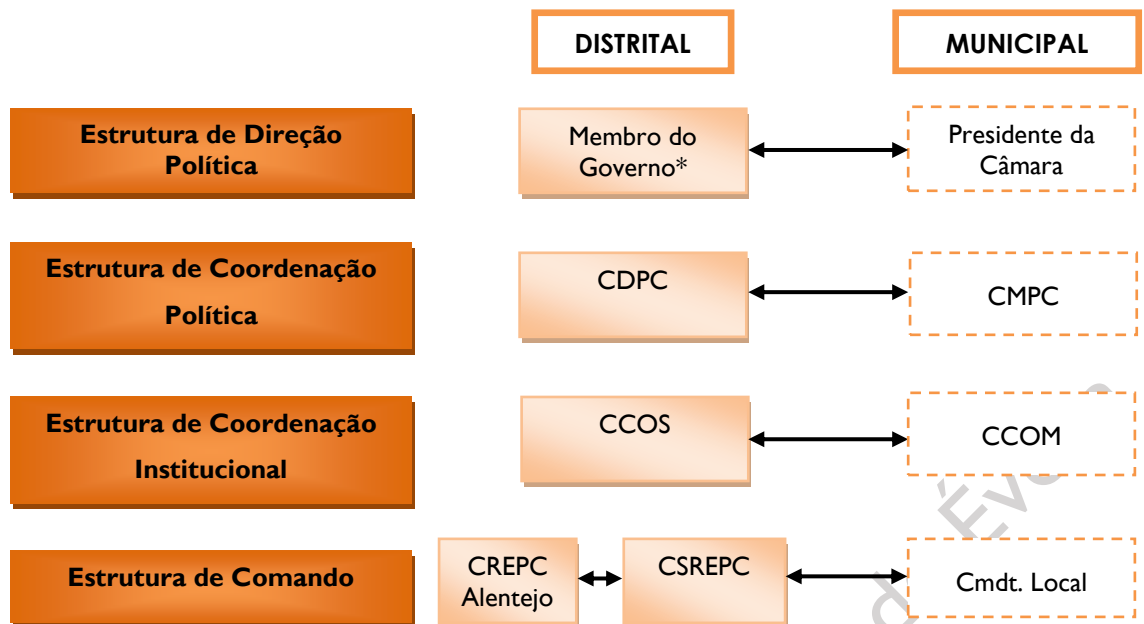 DISTRITAL
MUNICIPAL
Estrutura de Direção
Política
Membro do
Governo*
Presidente da
Câmara
Estrutura de Coordenação
Política
CDPC
CMPC
Estrutura de Coordenação
Institucional
CCOS
CCOM
Estrutura de Comando
CREPC
Alentejo
CSREPC
Cmdt. Local